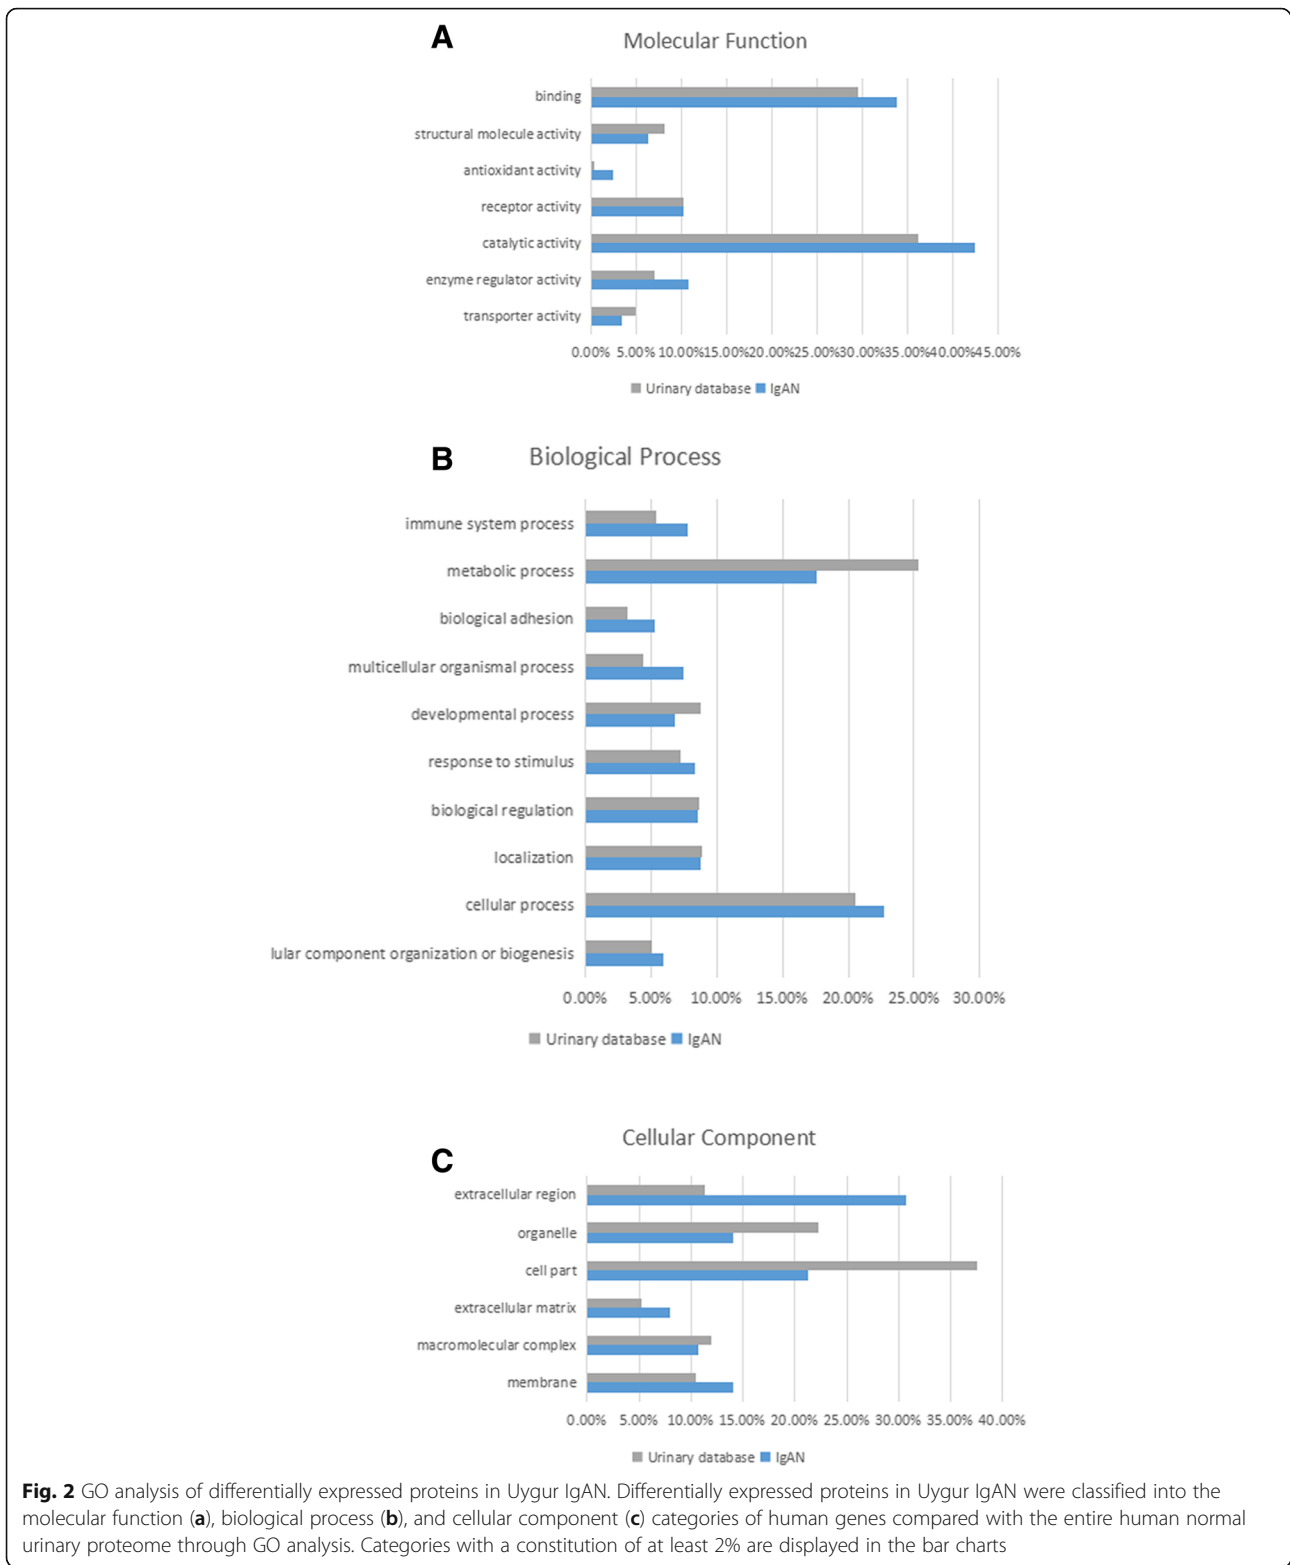 A
Molecular Function
binding
structural molecule activity
antioxidant activity
receptor activity
catalytic activity
enzyme regulator activity
transporter activity
0.00% 5.00% 10.00%15.00%20.00%25.00%30.00%35.00%40.00%45.00%
Urinary database IgAN
B
Biological Process
immune system process
metabolic process
biological adhesion
multicellular organismal process
developmental process
response to stimulus
biological regulation
localization
cellular process
lular component organization or biogenesis
0.00% 5.00% 10.00% 15.00% 20.00% 25.00% 30.00%
Urinary database IgAN
Cellular Component
C
extracellular region
organelle
cell part
extracellular matrix
macromolecular complex
membrane
0.00% 5.00% 10.00% 15.00% 20.00% 25.00% 30.00% 35.00% 40.00%
Urinary database IgAN
Fig. 2 GO analysis of differentially expressed proteins in Uygur IgAN. Differentially expressed proteins in Uygur IgAN were classified into the
molecular function (a), biological process (b), and cellular component (c) categories of human genes compared with the entire human normal
urinary proteome through GO analysis. Categories with a constitution of at least 2% are displayed in the bar charts